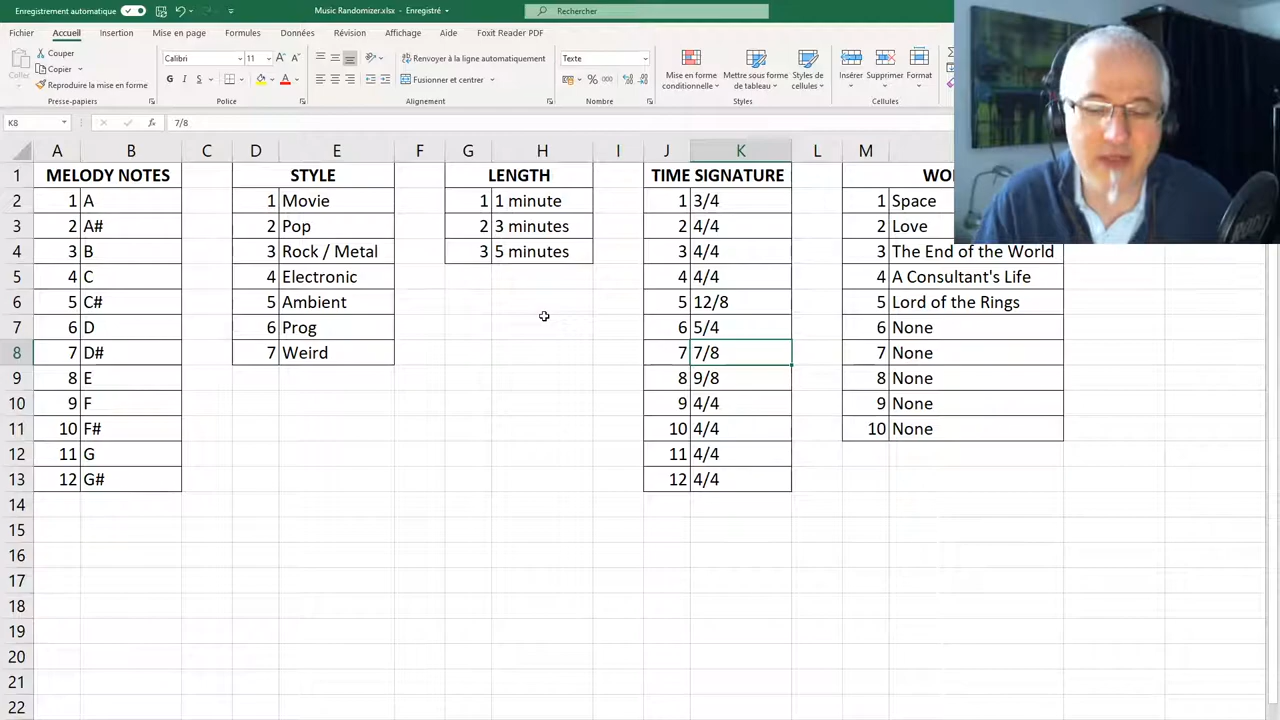 Enregistrement automatique
Music Randomizer.xlsx - Enregistré
Rechercher
Fichier Accueil Insertion Mise en page Formules Données Révision Affichage Aide Foxit Reader PDF
Coller
Couper
Copier
Reproduire la mise en forme
Presse-papiers
Calibri 11
G S
Police
Renvoyer à la ligne automatiquement
Fusionner et centrer
Alignement
Texte
% 000
Nombre
Mise en forme conditionnelle
Mettre sous forme de tableau
Styles de cellules
Styles
Insérer Supprimer Format
Cellules
K8 fx 7/8
A B C D E F G H I J K L M
1 MELODY NOTES STYLE LENGTH TIME SIGNATURE WO
2 1 A 1 Movie 1 1 minute 1 3/4 1 Space
3 2 A# 2 Pop 2 3 minutes 2 4/4 2 Love
4 3 B 3 Rock / Metal 3 5 minutes 3 4/4 3 The End of the World
5 4 C 4 Electronic 4 4/4 4 A Consultant's Life
6 5 C# 5 Ambient 5 12/8 5 Lord of the Rings
7 6 D 6 Prog 6 5/4 6 None
8 7 D# 7 Weird 7 7/8 7 None
9 8 E 8 9/8 8 None
10 9 F 9 4/4 9 None
11 10 F# 10 4/4 10 None
12 11 G 11 4/4
13 12 G# 12 4/4
14
15
16
17
18
19
20
21
22